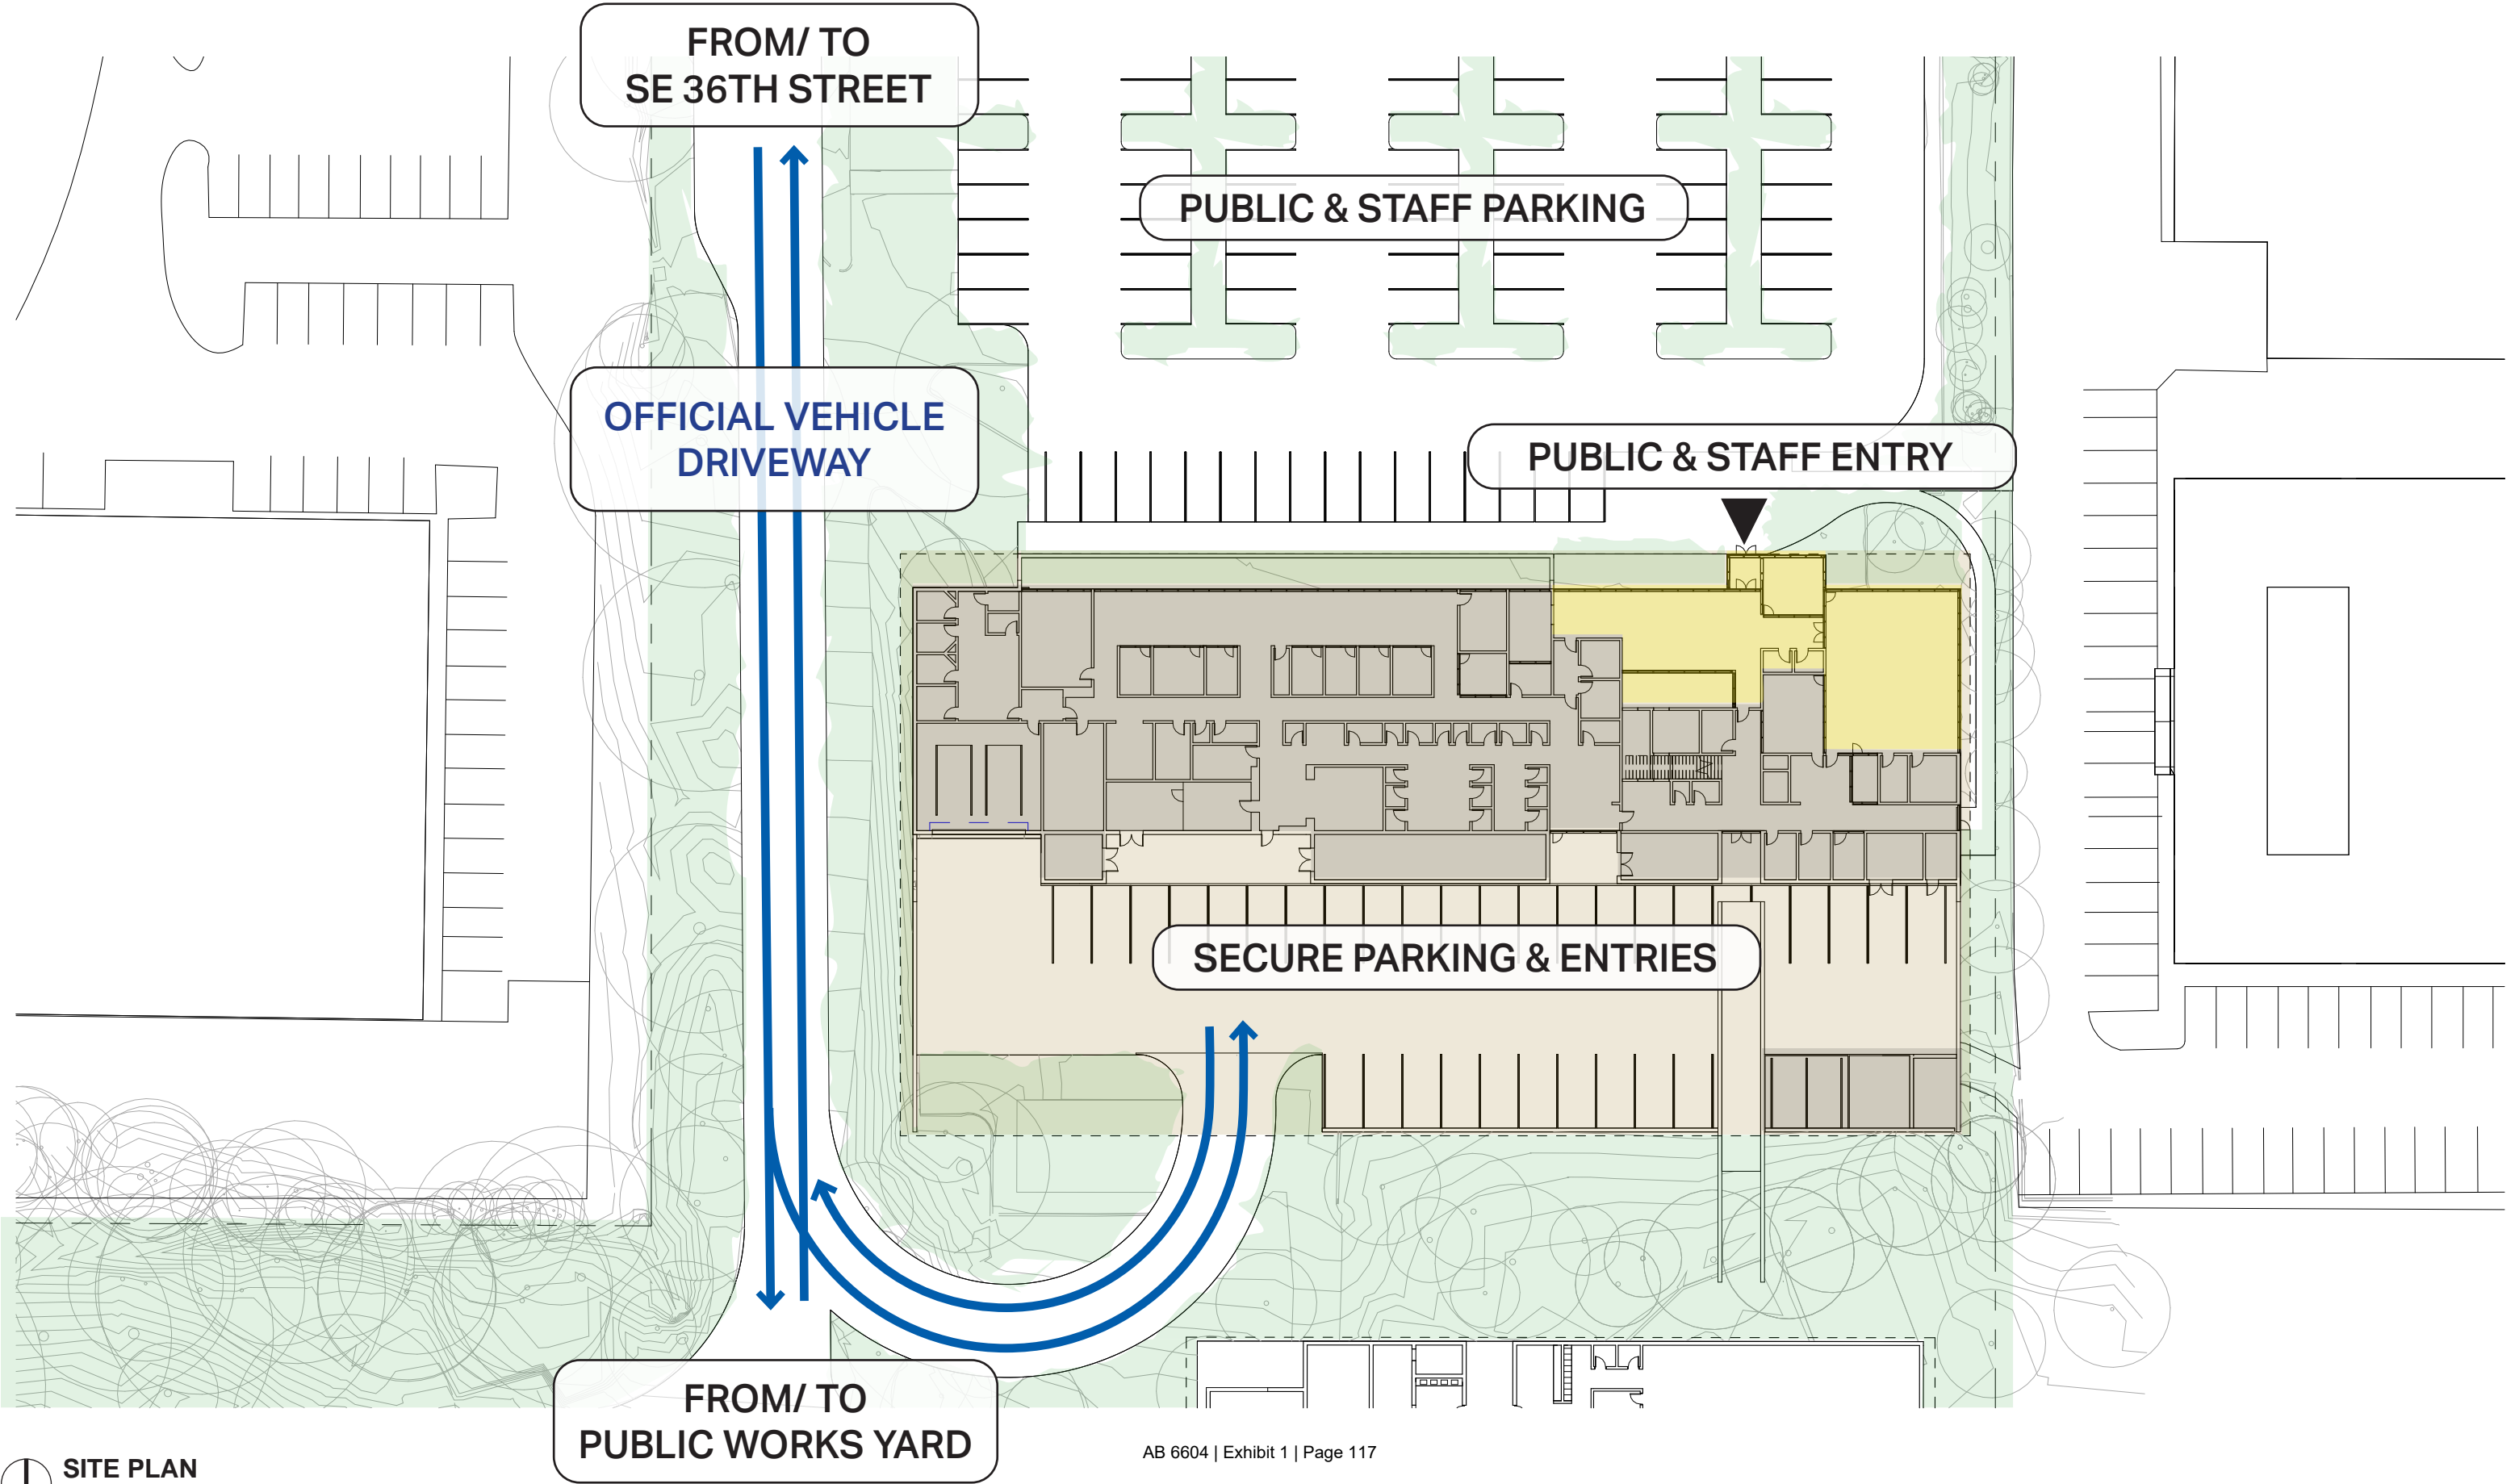 FROM/ TO
SE 36TH STREET
PUBLIC & STAFF PARKING
OFFICIAL VEHICLE
DRIVEWAY
PUBLIC & STAFF ENTRY
SECURE PARKING & ENTRIES
FROM/ TO
PUBLIC WORKS YARD
AB 6604 | Exhibit 1 | Page 117
SITE PLAN